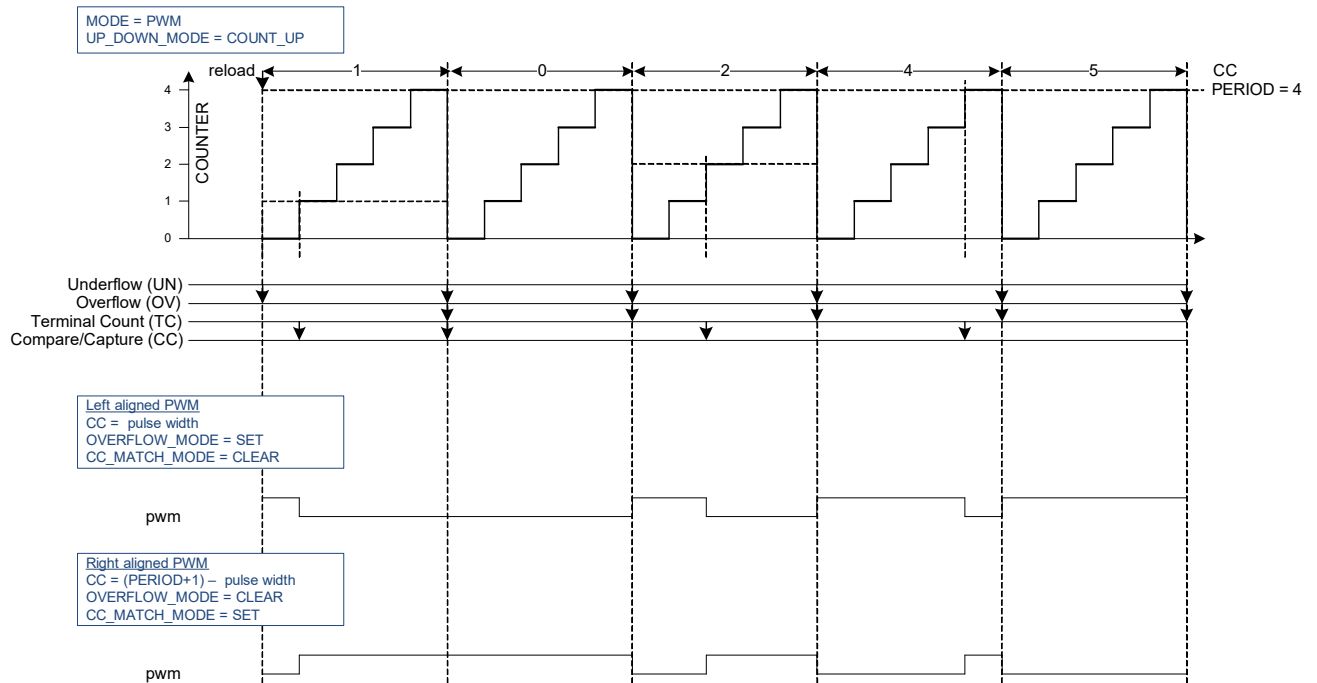 MODE = PWM
UP_DOWN_MODE = COUNT_UP
reload 1 0 2 4 5 CC
PERIOD = 4
COUNTER
4
3
2
1
0
Underflow (UN)
Overflow (OV)
Terminal Count (TC)
Compare/Capture (CC)
Left aligned PWM
CC = pulse width
OVERFLOW_MODE = SET
CC_MATCH_MODE = CLEAR
pwm
Right aligned PWM
CC = (PERIOD+1) – pulse width
OVERFLOW_MODE = CLEAR
CC_MATCH_MODE = SET
pwm